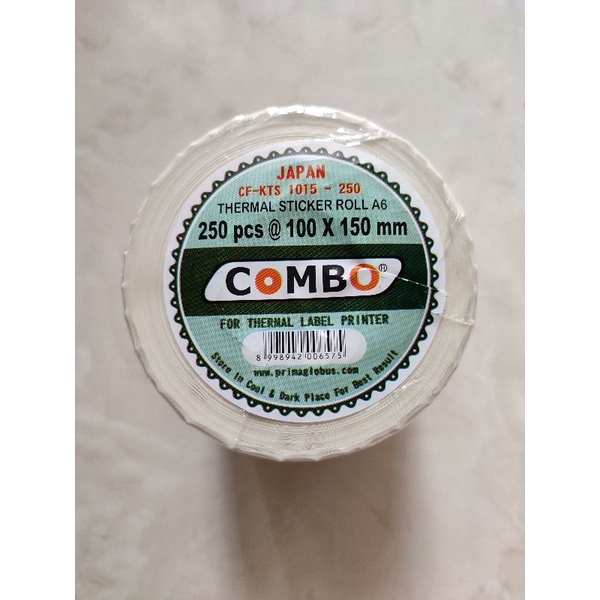 JAPAN
CF-KTS 1015 - 250
THERMAL STICKER ROLL A6
250 pcs @ 100 X 150 mm
COMBO®
FOR THERMAL LABEL PRINTER
8 998942 006575
www.primaglobus.com
Store In Cool & Dark Place For Best Result